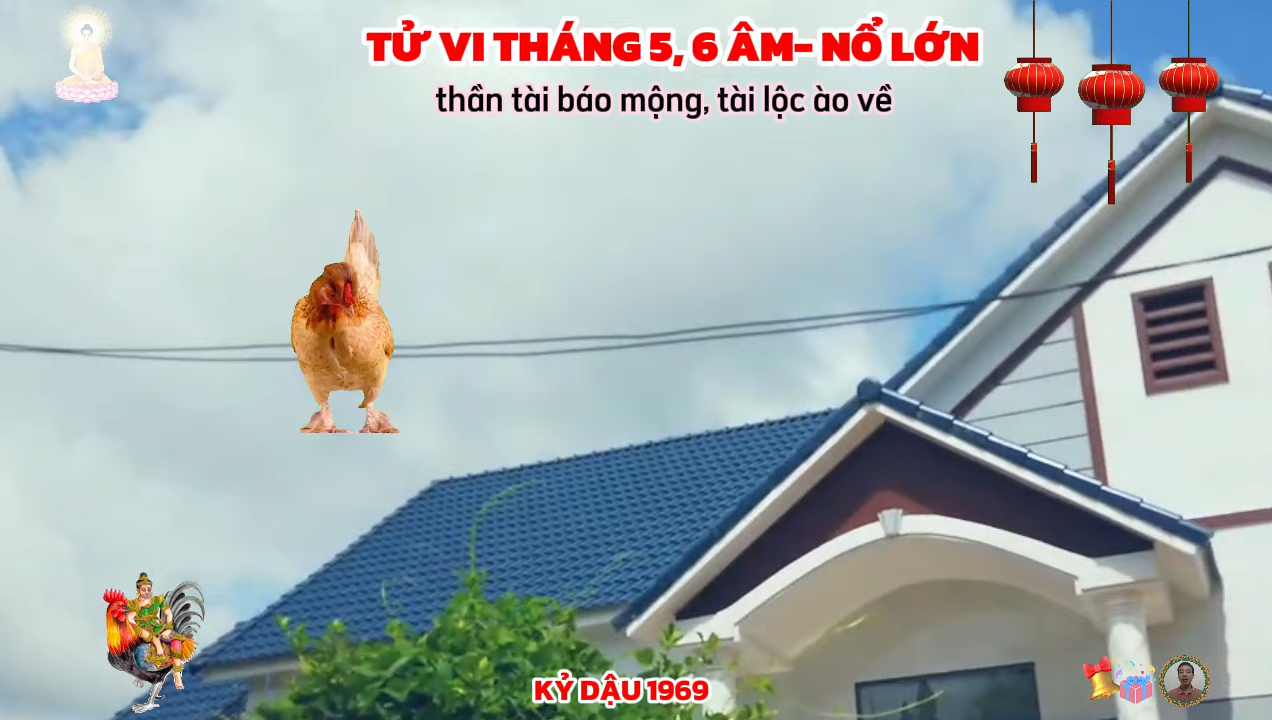 TỬ VI THÁNG 5, 6 ÂM- NỔ LỚN
thần tài báo mộng, tài lộc ào về
KỶ DẬU 1969